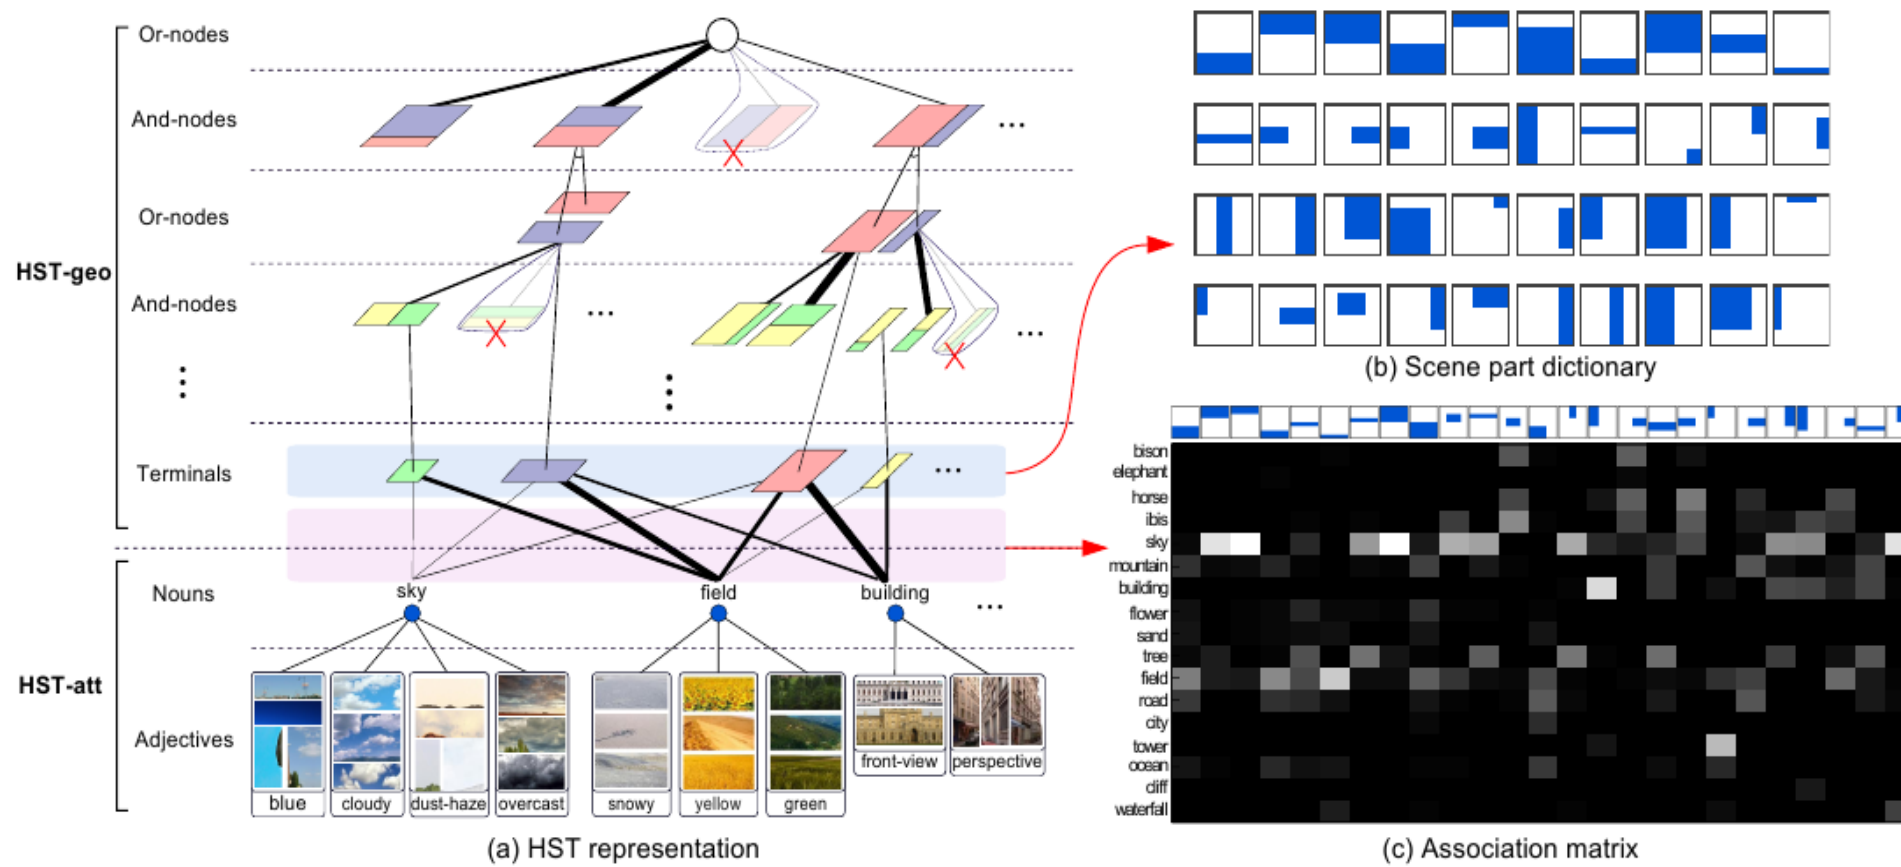 Or-nodes
And-nodes
...
HST-geo
Or-nodes
And-nodes
...
...
Terminals
...
HST-att
Nouns
sky
field
building
...
Adjectives
blue
cloudy
dust-haze
overcast
snowy
yellow
green
front-view
perspective
(a) HST representation
(b) Scene part dictionary
bison
elephant
horse
ibis
sky
mountain
building
flower
sand
tree
field
road
city
tower
ocean
cliff
waterfall
(c) Association matrix